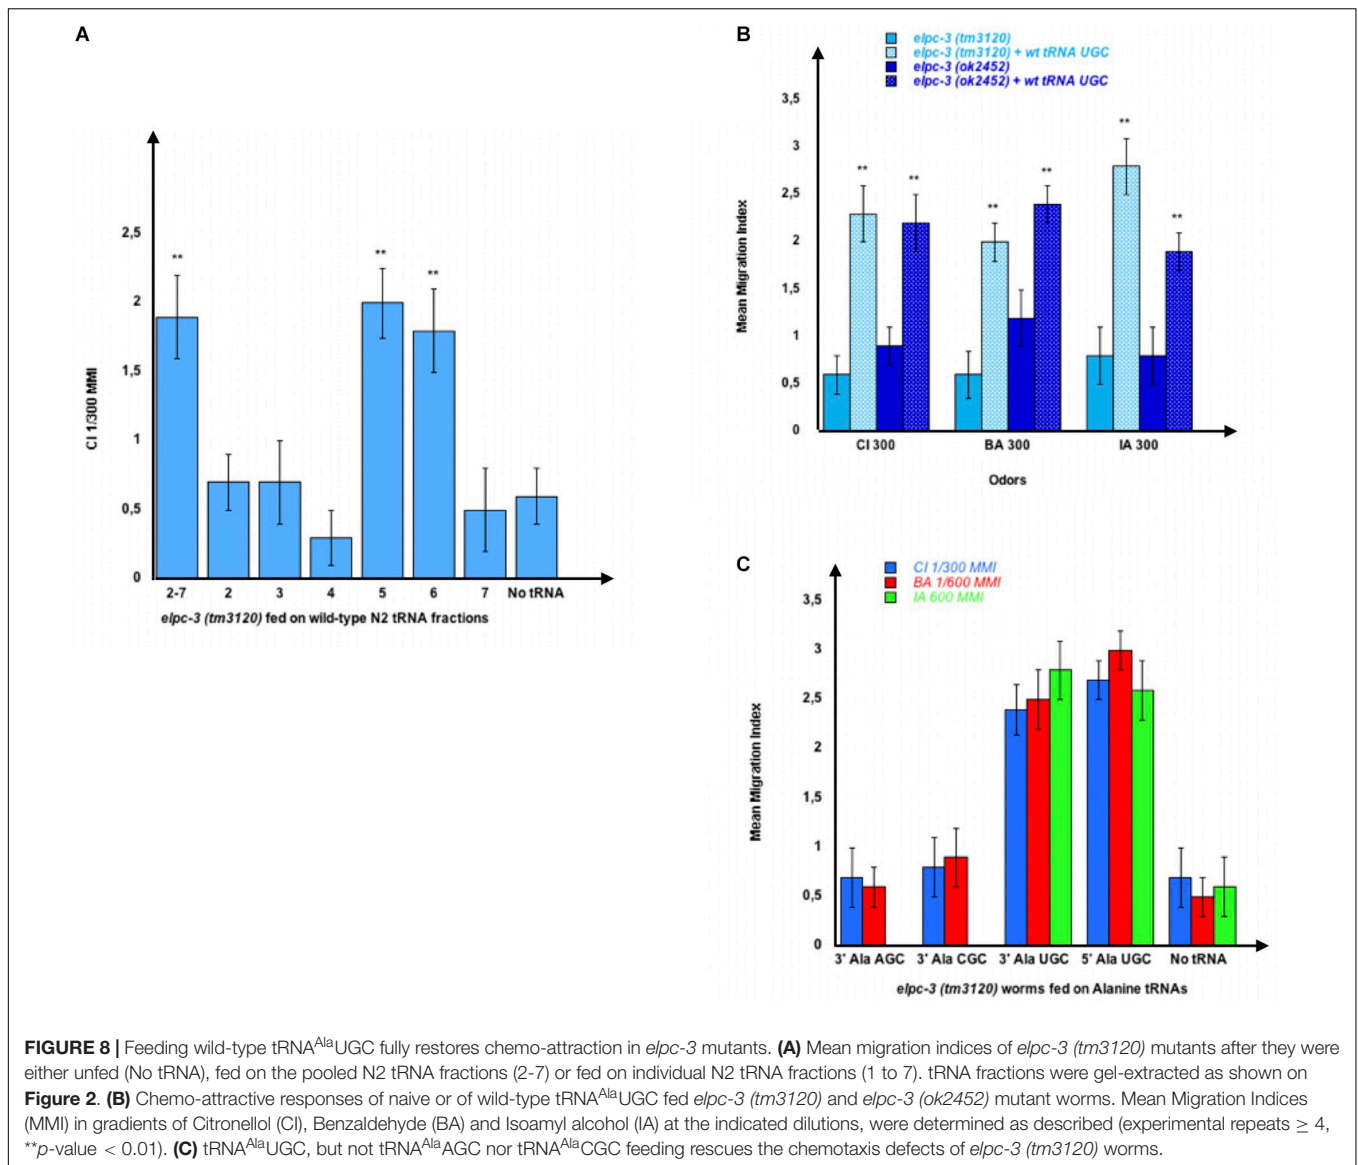 A
CI 1/300 MMI
2,5
2
1,5
1
0,5
0
**
**
**
2-7 2 3 4 5 6 7 No tRNA
elpc-3 (tm3120) fed on wild-type N2 tRNA fractions
B
elpc-3 (tm3120)
elpc-3 (tm3120) + wt tRNA UGC
elpc-3 (ok2452)
elpc-3 (ok2452) + wt tRNA UGC
Mean Migration Index
3,5
3
2,5
2
1,5
1
0,5
0
**
**
**
**
**
**
CI 300 BA 300 IA 300
Odors
C
CI 1/300 MMI
BA 1/600 MMI
IA 600 MMI
Mean Migration Index
3,5
3
2,5
2
1,5
1
0,5
0
3' Ala AGC 3' Ala CGC 3' Ala UGC 5' Ala UGC No tRNA
elpc-3 (tm3120) worms fed on Alanine tRNAs
FIGURE 8 | Feeding wild-type tRNAAlaUGC fully restores chemo-attraction in elpc-3 mutants. (A) Mean migration indices of elpc-3 (tm3120) mutants after they were
either unfed (No tRNA), fed on the pooled N2 tRNA fractions (2-7) or fed on individual N2 tRNA fractions (1 to 7). tRNA fractions were gel-extracted as shown on
Figure 2. (B) Chemo-attractive responses of naive or of wild-type tRNAAlaUGC fed elpc-3 (tm3120) and elpc-3 (ok2452) mutant worms. Mean Migration Indices
(MMI) in gradients of Citronellol (CI), Benzaldehyde (BA) and Isoamyl alcohol (IA) at the indicated dilutions, were determined as described (experimental repeats ≥ 4,
**p-value < 0.01). (C) tRNAAlaUGC, but not tRNAAlaAGC nor tRNAAlaCGC feeding rescues the chemotaxis defects of elpc-3 (tm3120) worms.